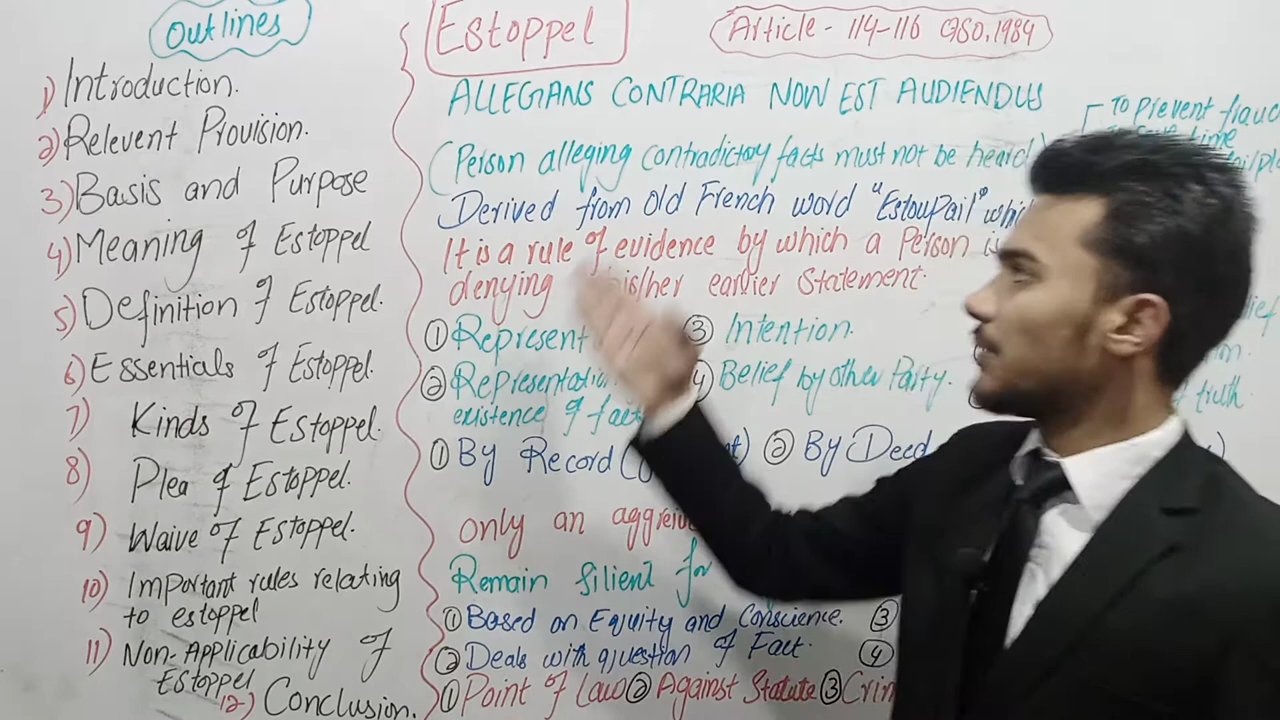 Outlines
1) Introduction.
2) Relevent Provision.
3) Basis and Purpose
4) Meaning of Estoppel
5) Definition of Estoppel.
6) Essentials of Estoppel.
7) Kinds of Estoppel.
8) Plea of Estoppel.
9) Waive of Estoppel.
10) Important rules relating
to estoppel
11) Non-Applicability of
Estoppel
12) Conclusion.
Estoppel
Article - 114-116 QSO, 1984
ALLEGANS CONTRARIA NOW EST AUDIENDUS
To prevent fraud
time
(Person alleging contradictory facts must not be heard)
Derived from old French word "Estoupail" which
It is a rule of evidence by which a Person is
denying his/her earlier Statement.
① Represent ③ Intention.
② Representation ④ Belief by other Party.
existence of fact
truth
① By Record ② By Deed
only an
Remain silient for
① Based on Equity and Conscience. ③
② Deals with question of Fact. ④
① Point of Law ② Against Statute ③ Crim